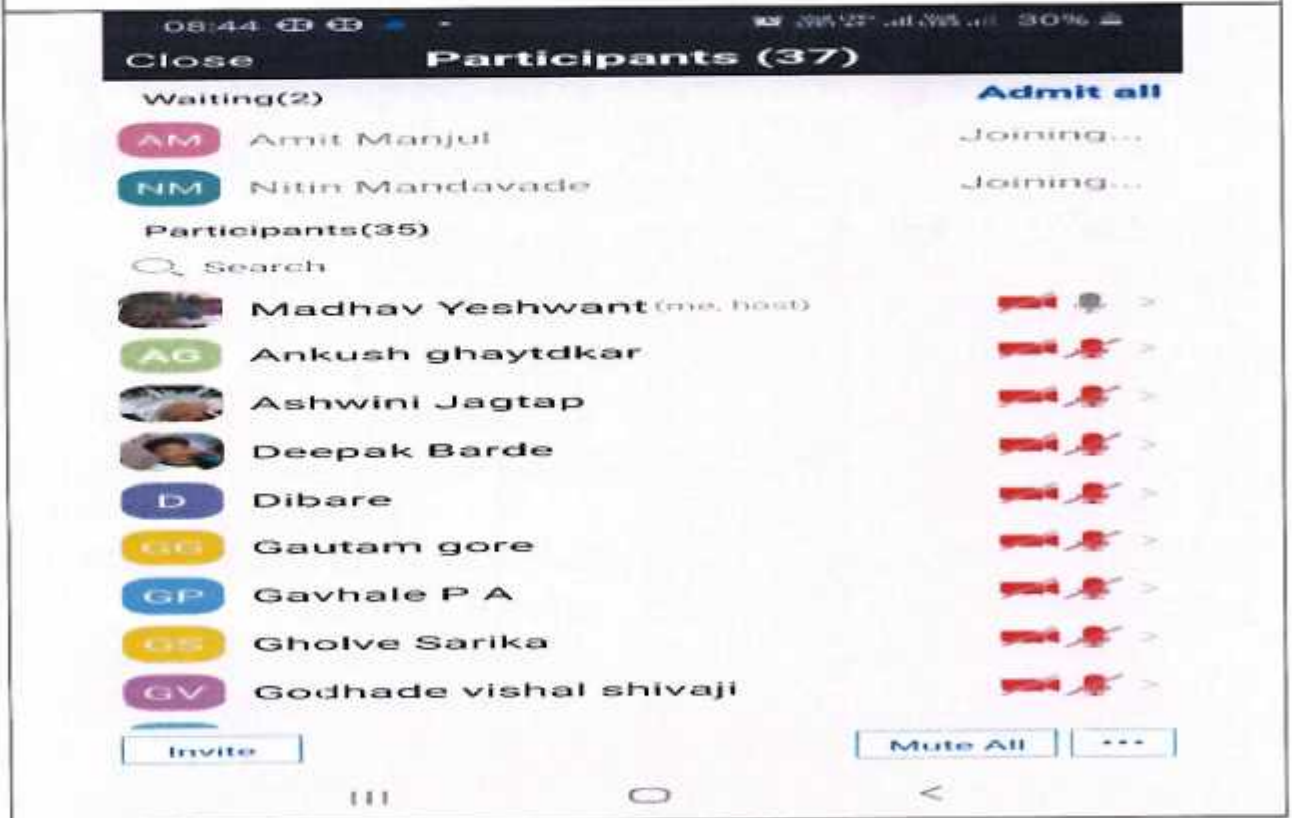 08:44 30%
Close Participants (37)
Waiting(2) Admit all
AM Amit Manjul Joining...
NM Nitin Mandavade Joining...
Participants(35)
Search
Madhav Yeshwant (me, host)
AG Ankush ghaytdkar
Ashwini Jagtap
Deepak Barde
D Dibare
GG Gautam gore
GP Gavhale P A
GS Gholve Sarika
GV Godhade vishal shivaji
Invite Mute All